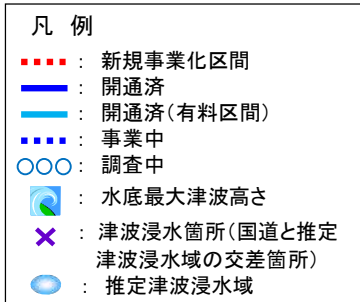 凡 例
： 新規事業化区間
： 開通済
： 開通済（有料区間）
： 事業中
： 調査中
： 水底最大津波高さ
： 津波浸水箇所（国道と推定
津波浸水域の交差箇所）
： 推定津波浸水域